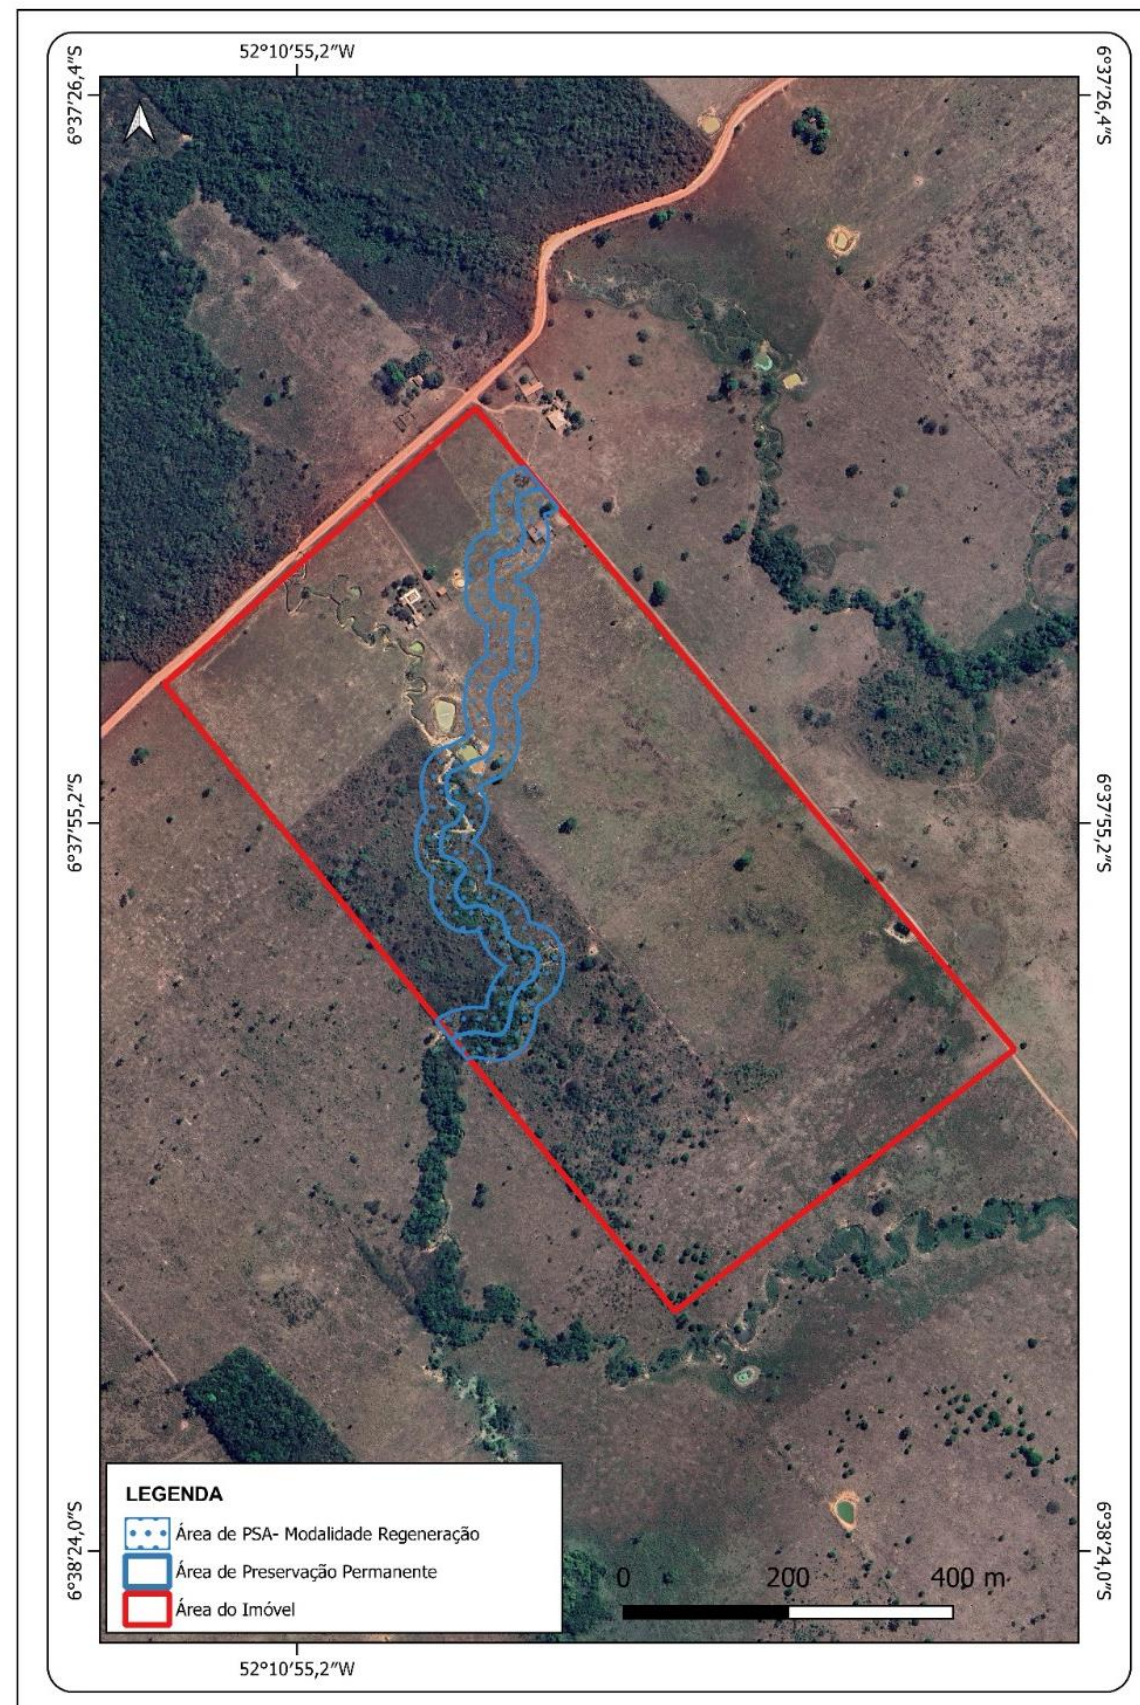 52°10'55,2"W
6°37'26,4"S
6°37'26,4"S
6°37'55,2"S
6°37'55,2"S
LEGENDA
Área de PSA- Modalidade Regeneração
Área de Preservação Permanente
Área do Imóvel
0 200 400 m
6°38'24,0"S
6°38'24,0"S
52°10'55,2"W